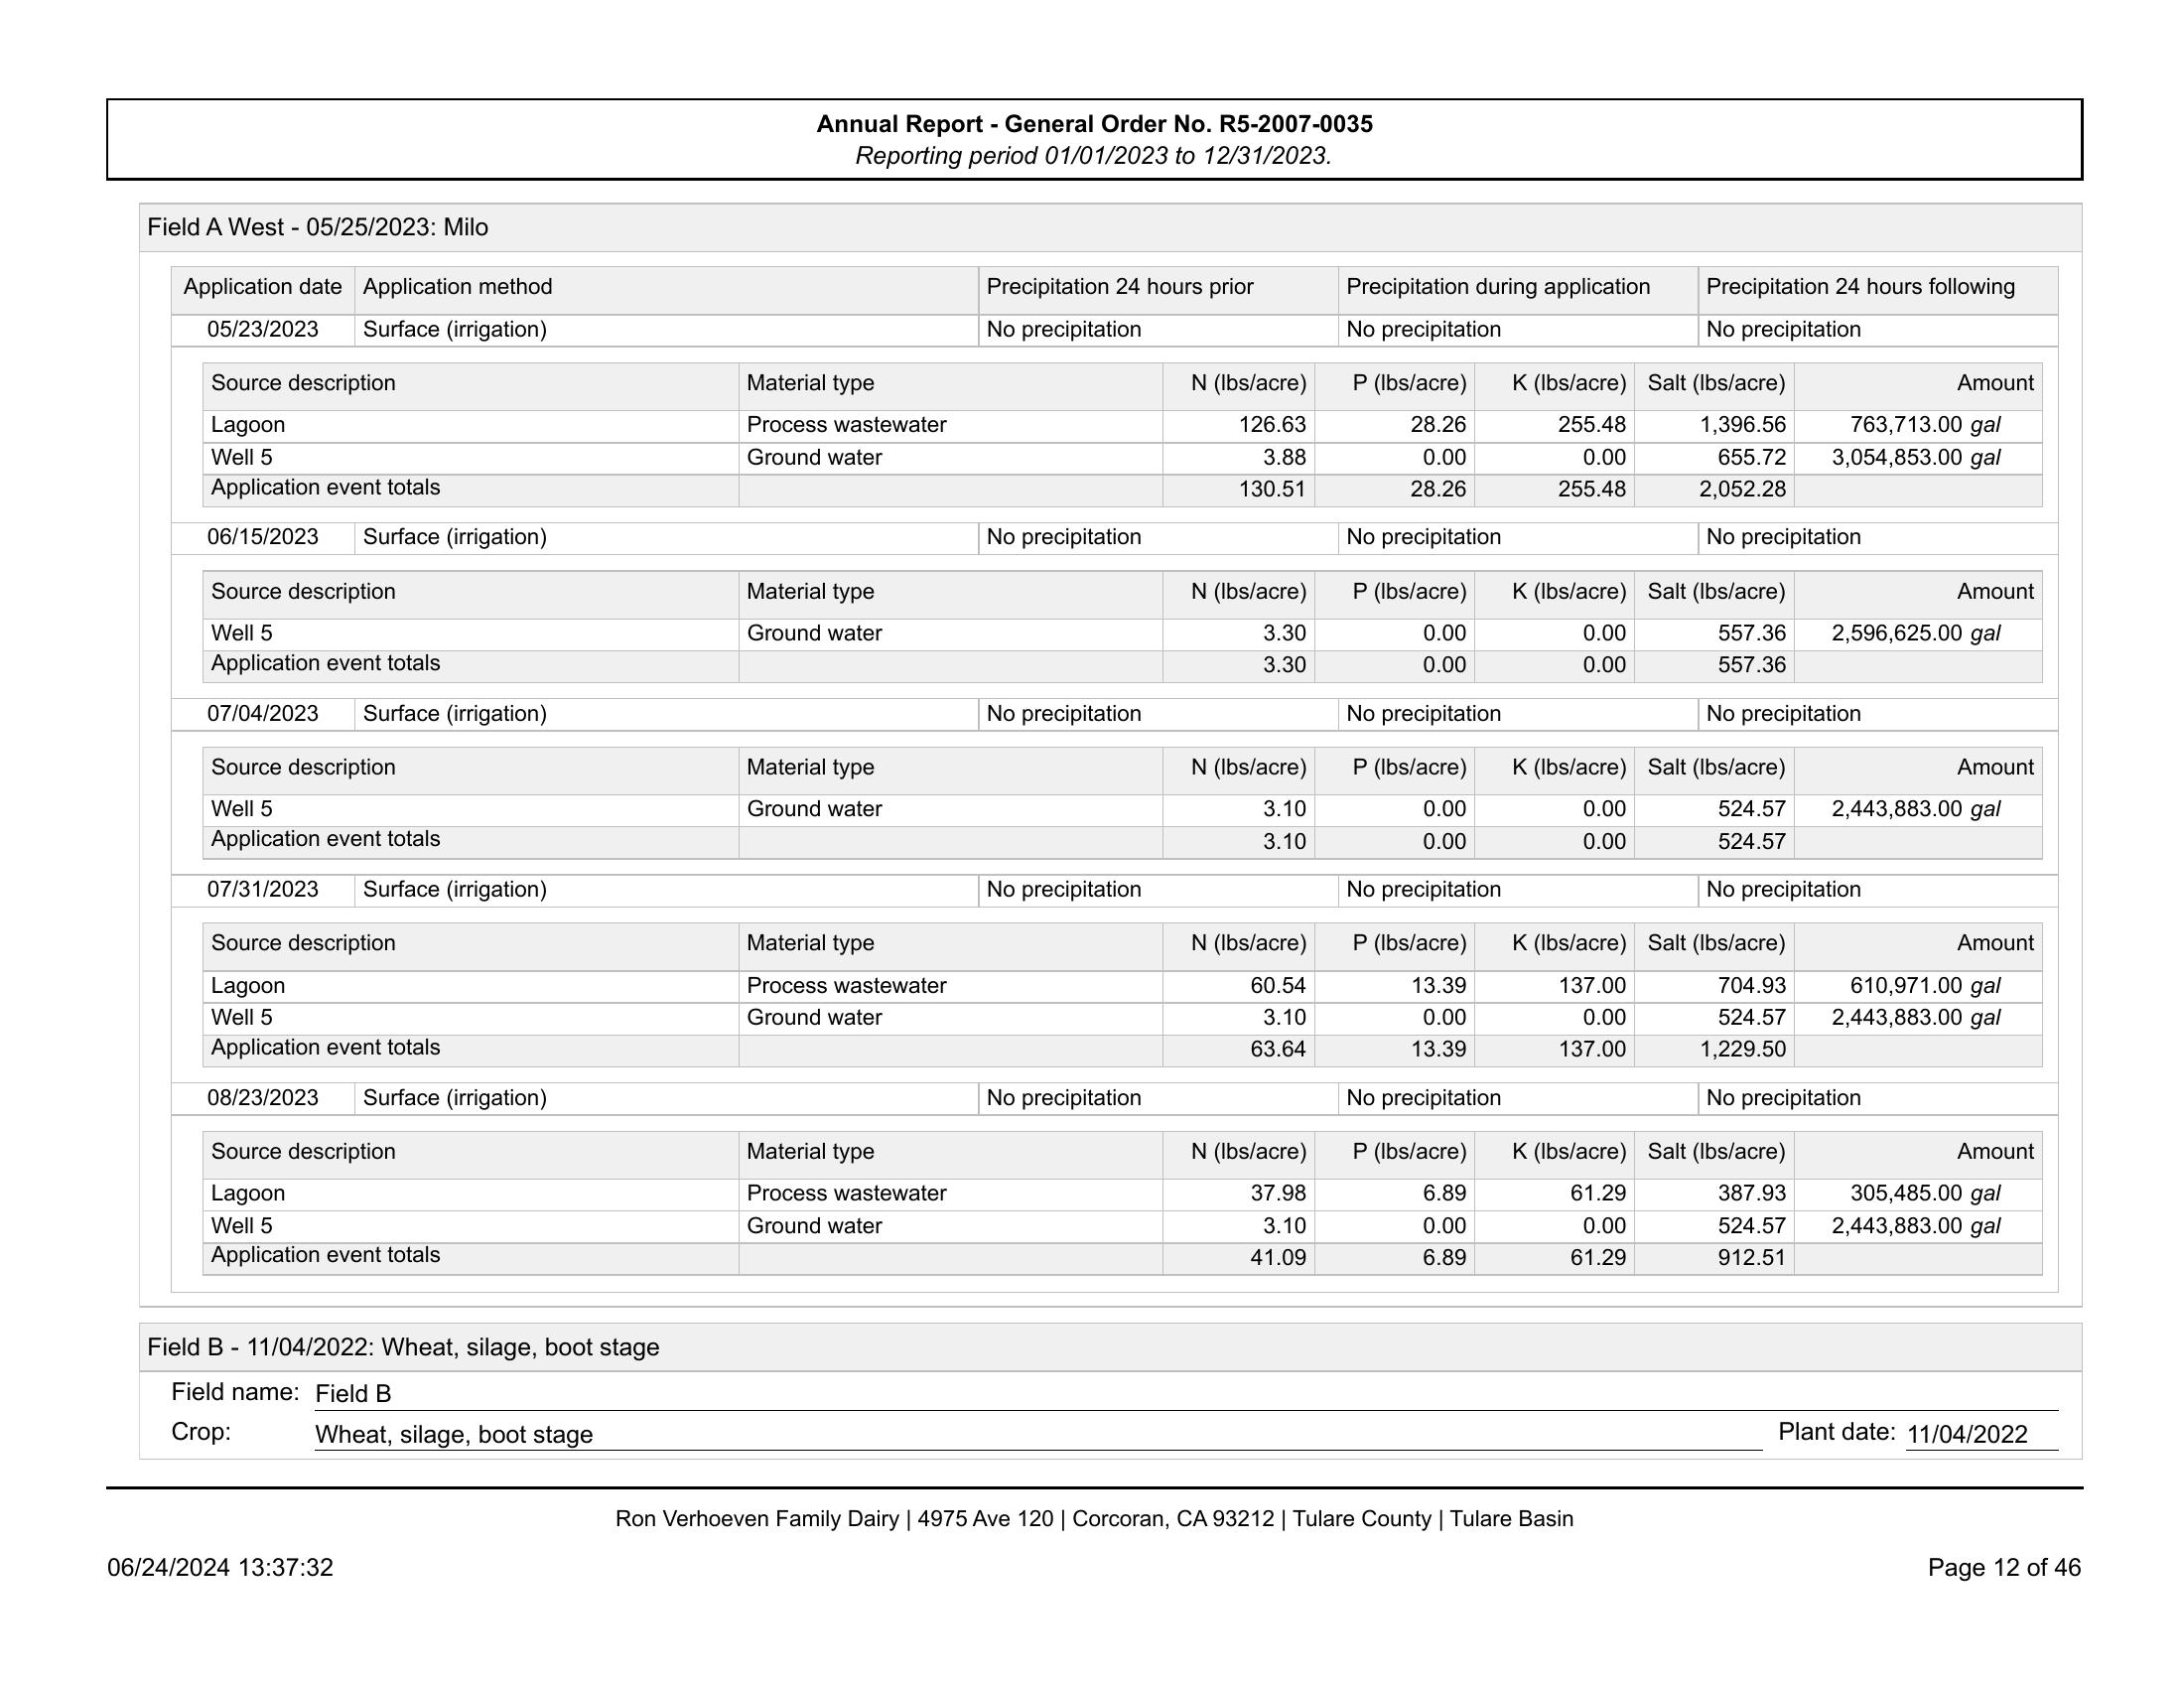 Annual Report - General Order No. R5-2007-0035
Reporting period 01/01/2023 to 12/31/2023.
Field A West - 05/25/2023: Milo
Application date Application method Precipitation 24 hours prior Precipitation during application Precipitation 24 hours following
05/23/2023 Surface (irrigation) No precipitation No precipitation No precipitation
Source description Material type N (lbs/acre) P (lbs/acre) K (lbs/acre) Salt (lbs/acre) Amount
Lagoon Process wastewater 126.63 28.26 255.48 1,396.56 763,713.00 gal
Well 5 Ground water 3.88 0.00 0.00 655.72 3,054,853.00 gal
Application event totals 130.51 28.26 255.48 2,052.28
06/15/2023 Surface (irrigation) No precipitation No precipitation No precipitation
Source description Material type N (lbs/acre) P (lbs/acre) K (lbs/acre) Salt (lbs/acre) Amount
Well 5 Ground water 3.30 0.00 0.00 557.36 2,596,625.00 gal
Application event totals 3.30 0.00 0.00 557.36
07/04/2023 Surface (irrigation) No precipitation No precipitation No precipitation
Source description Material type N (lbs/acre) P (lbs/acre) K (lbs/acre) Salt (lbs/acre) Amount
Well 5 Ground water 3.10 0.00 0.00 524.57 2,443,883.00 gal
Application event totals 3.10 0.00 0.00 524.57
07/31/2023 Surface (irrigation) No precipitation No precipitation No precipitation
Source description Material type N (lbs/acre) P (lbs/acre) K (lbs/acre) Salt (lbs/acre) Amount
Lagoon Process wastewater 60.54 13.39 137.00 704.93 610,971.00 gal
Well 5 Ground water 3.10 0.00 0.00 524.57 2,443,883.00 gal
Application event totals 63.64 13.39 137.00 1,229.50
08/23/2023 Surface (irrigation) No precipitation No precipitation No precipitation
Source description Material type N (lbs/acre) P (lbs/acre) K (lbs/acre) Salt (lbs/acre) Amount
Lagoon Process wastewater 37.98 6.89 61.29 387.93 305,485.00 gal
Well 5 Ground water 3.10 0.00 0.00 524.57 2,443,883.00 gal
Application event totals 41.09 6.89 61.29 912.51
Field B - 11/04/2022: Wheat, silage, boot stage
Field name: Field B
Crop: Wheat, silage, boot stage Plant date: 11/04/2022
Ron Verhoeven Family Dairy | 4975 Ave 120 | Corcoran, CA 93212 | Tulare County | Tulare Basin
06/24/2024 13:37:32 Page 12 of 46